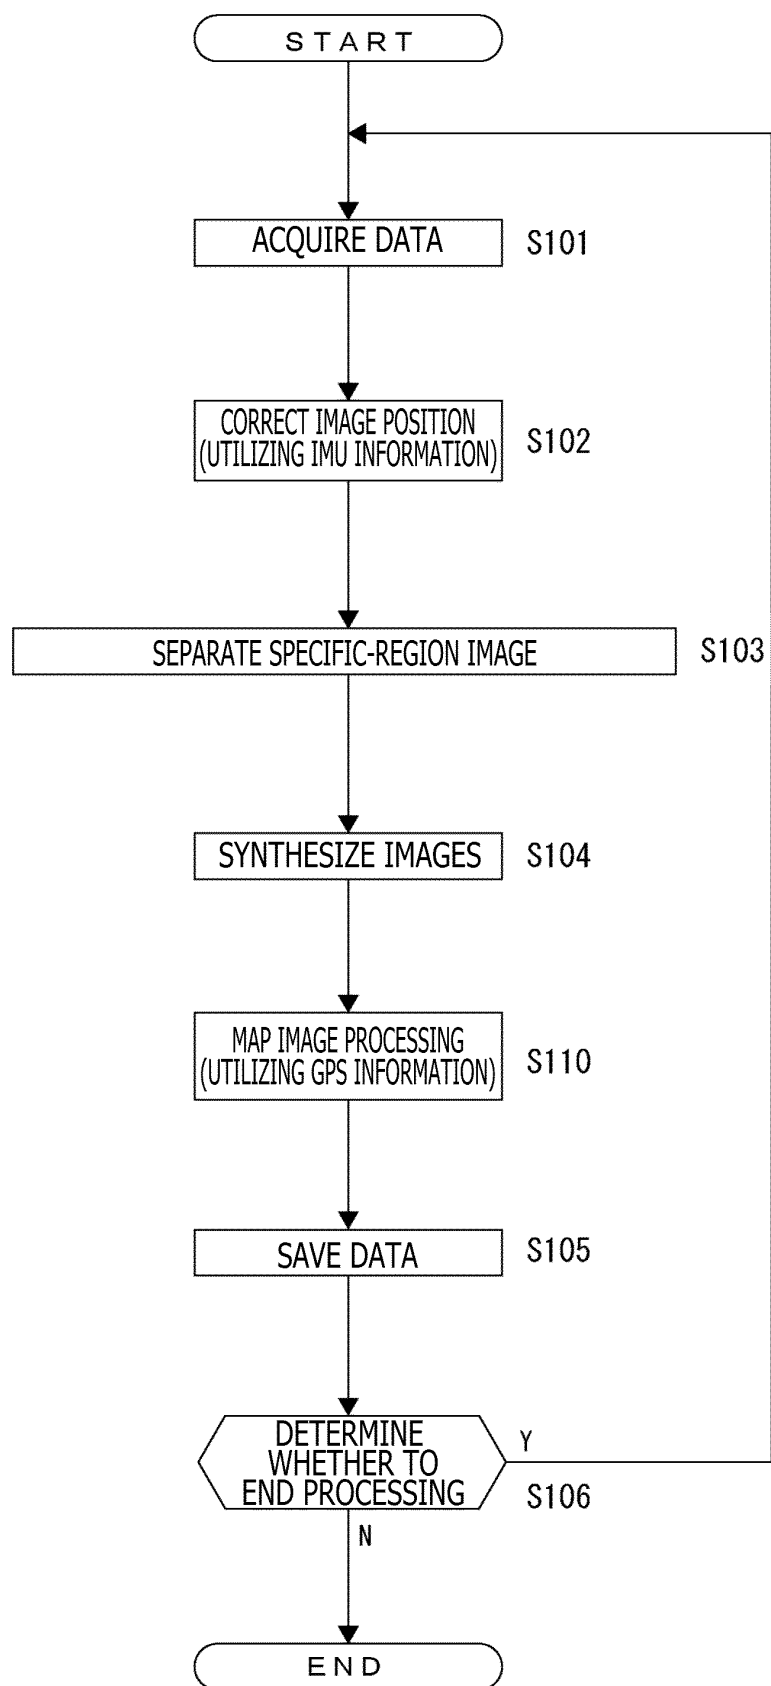 START
ACQUIRE DATA
S101
CORRECT IMAGE POSITION
(UTILIZING IMU INFORMATION)
S102
SEPARATE SPECIFIC-REGION IMAGE
S103
SYNTHESIZE IMAGES
S104
MAP IMAGE PROCESSING
(UTILIZING GPS INFORMATION)
S110
SAVE DATA
S105
DETERMINE
WHETHER TO
END PROCESSING
Y
S106
N
END